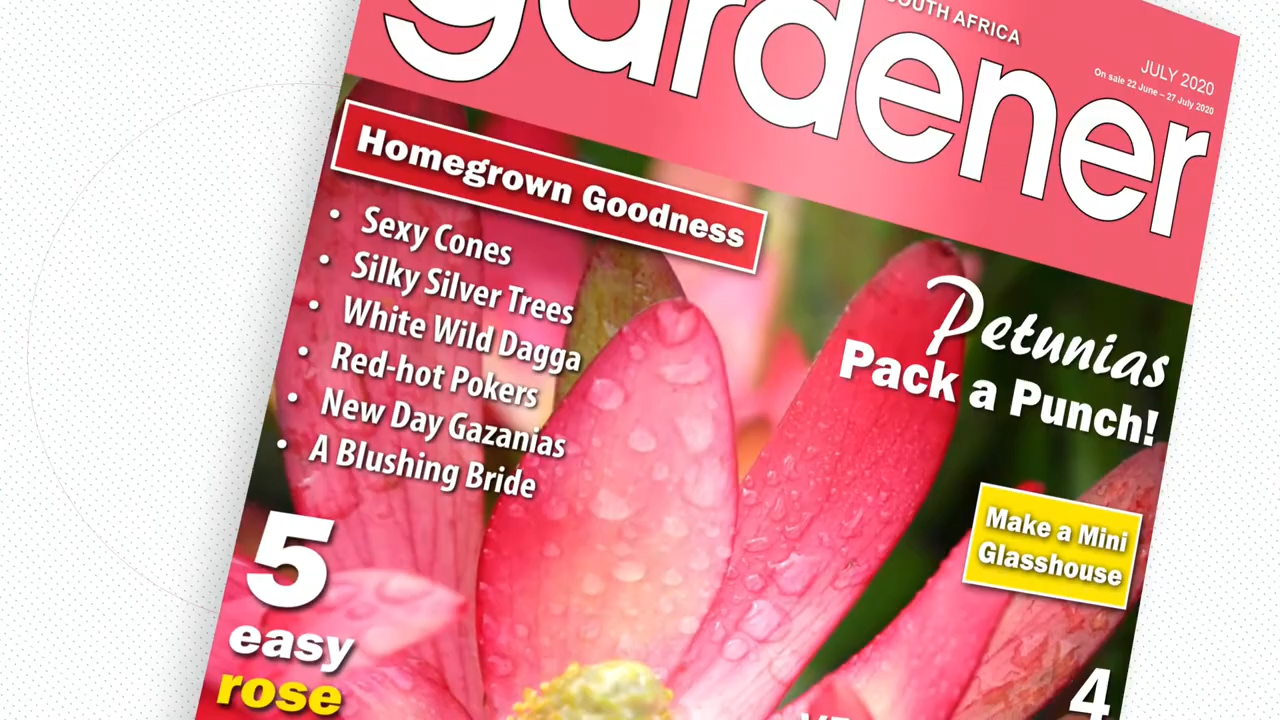 SOUTH AFRICA
gardener
JULY 2020
On sale 22 June – 27 July 2020
Homegrown Goodness
• Sexy Cones
• Silky Silver Trees
• White Wild Dagga
• Red-hot Pokers
• New Day Gazanias
• A Blushing Bride
Petunias
Pack a Punch!
Make a Mini
Glasshouse
5
easy
rose
4